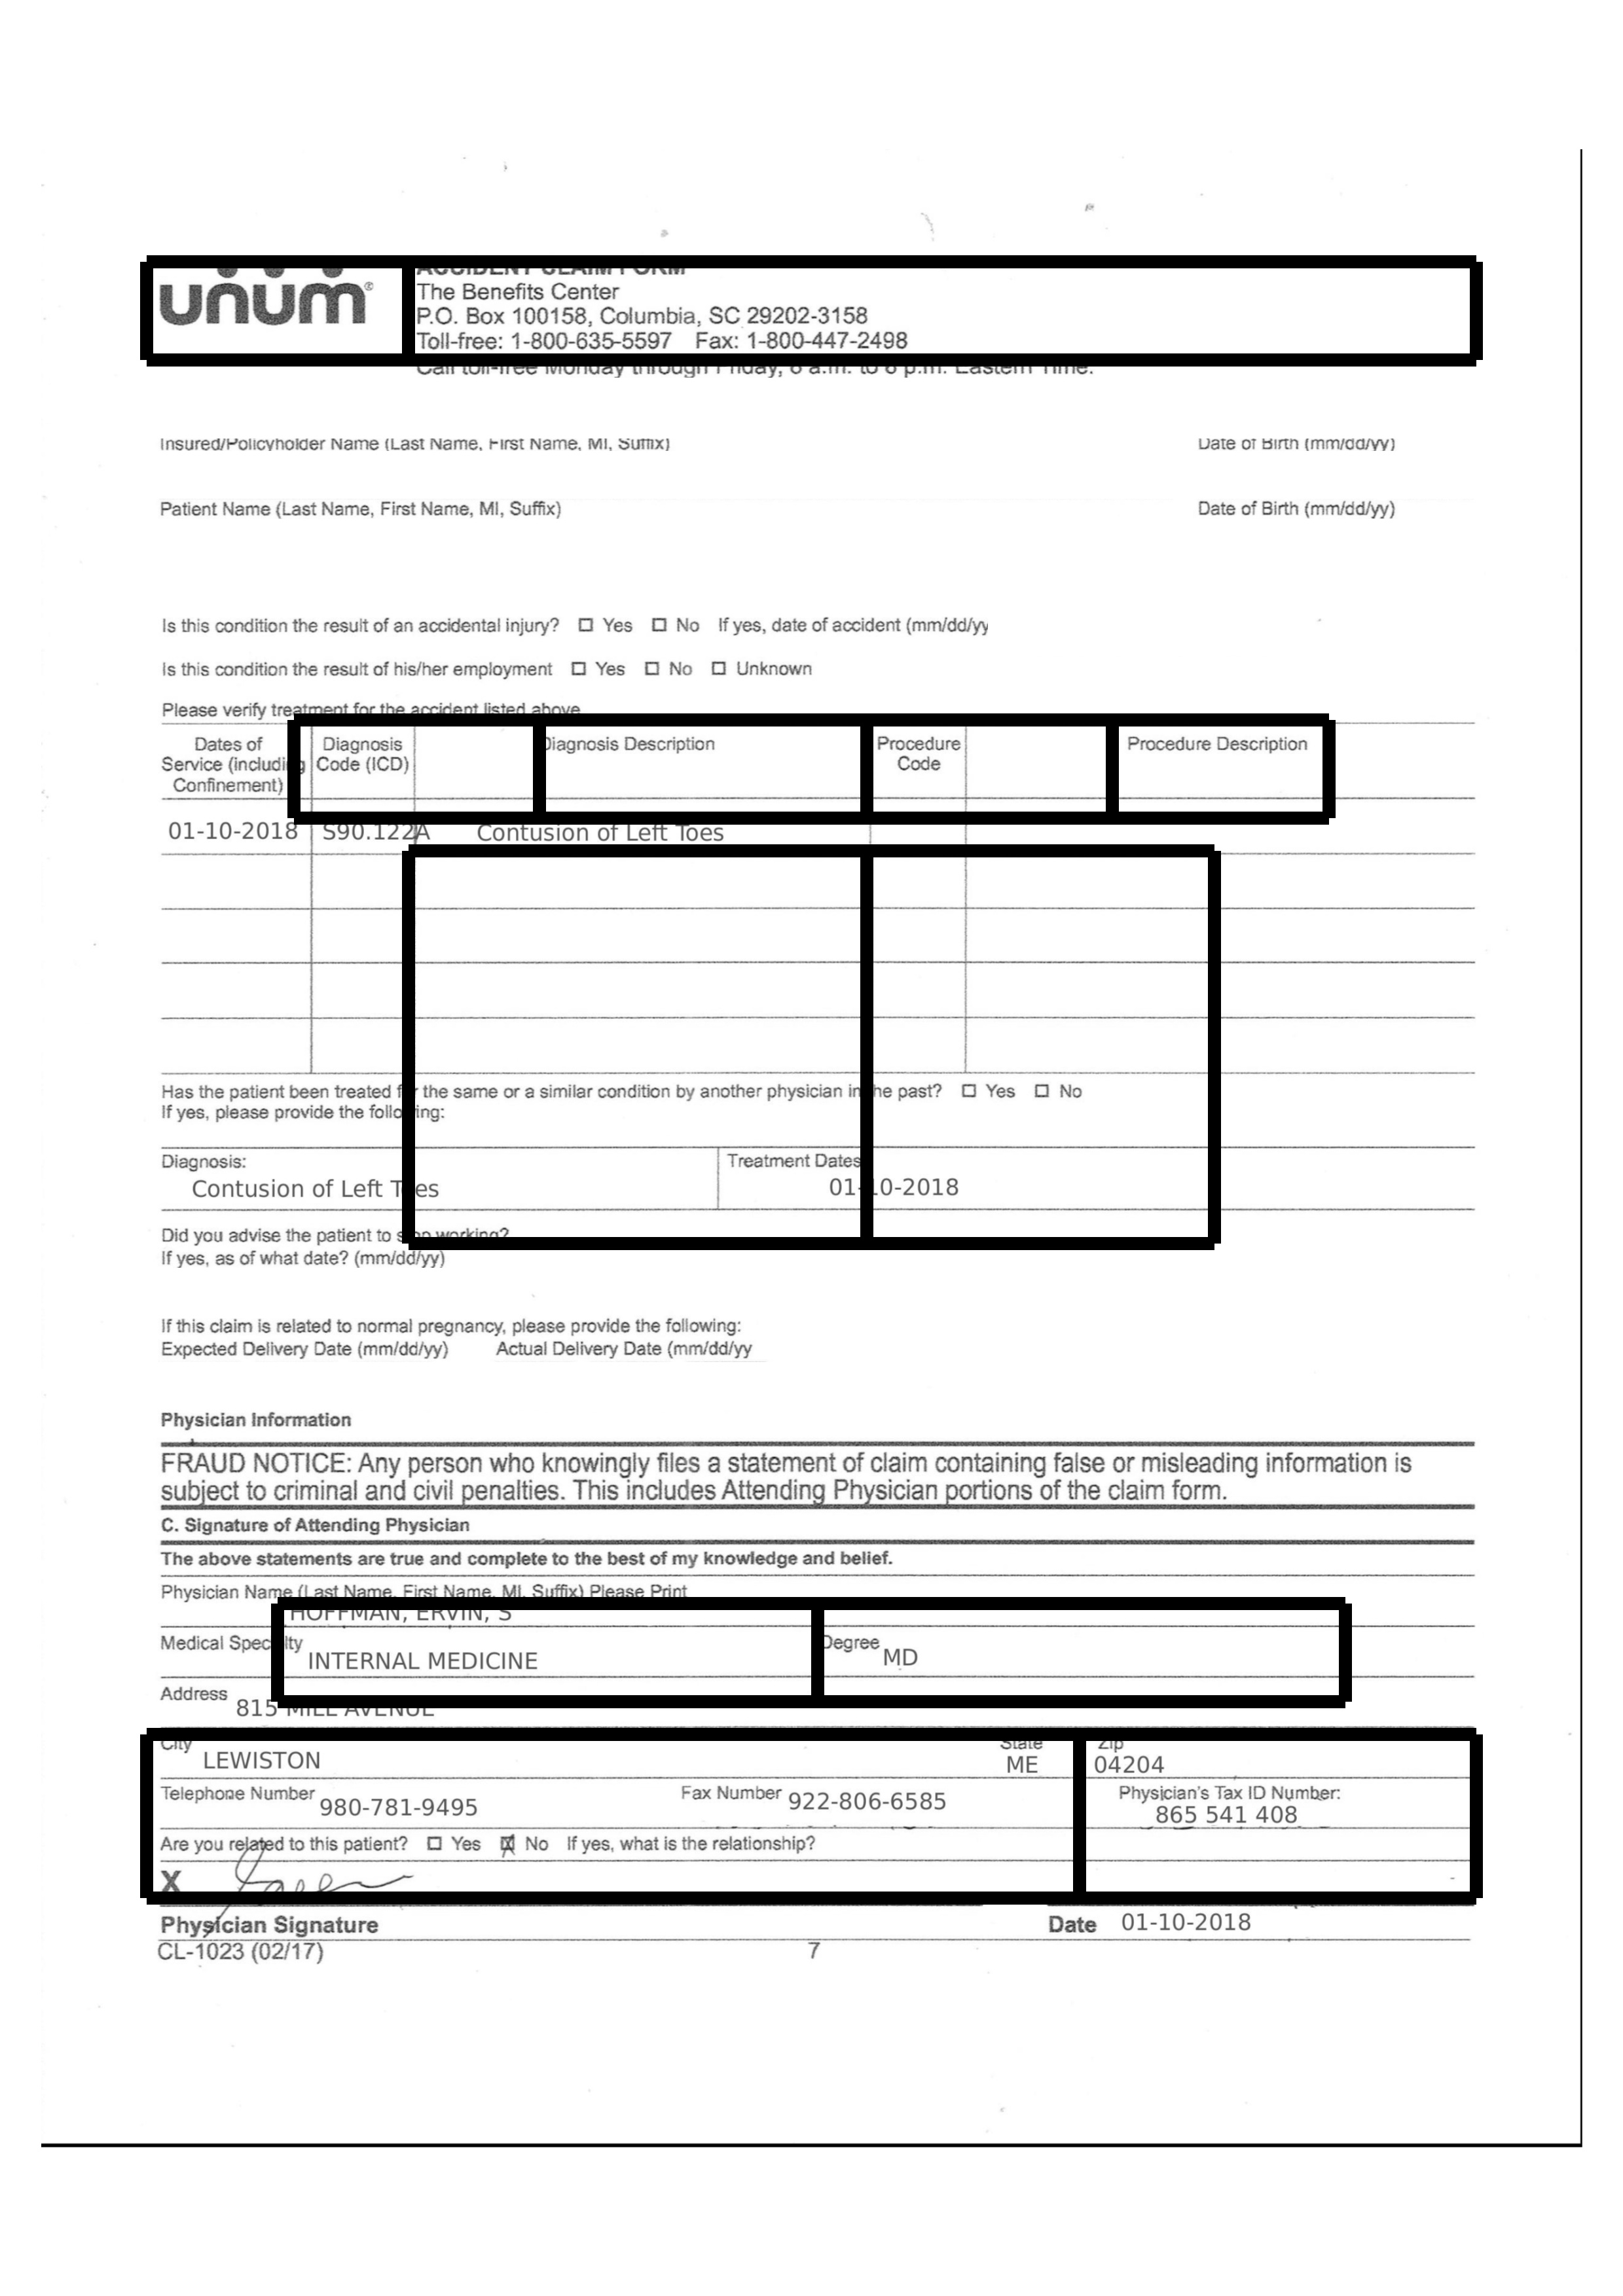 unum®
ACCIDENT CLAIM FORM
The Benefits Center
P.O. Box 100158, Columbia, SC 29202-3158
Toll-free: 1-800-635-5597 Fax: 1-800-447-2498
Call toll-free Monday through Friday, 8 a.m. to 8 p.m. Eastern Time.
Insured/Policyholder Name (Last Name, First Name, MI, Suffix) Date of Birth (mm/dd/yy)
Patient Name (Last Name, First Name, MI, Suffix) Date of Birth (mm/dd/yy)
Is this condition the result of an accidental injury? ☐ Yes ☐ No If yes, date of accident (mm/dd/yy
Is this condition the result of his/her employment ☐ Yes ☐ No ☐ Unknown
Please verify treatment for the accident listed above
Dates of Service (including Confinement) Diagnosis Code (ICD) Diagnosis Description Procedure Code Procedure Description
01-10-2018 S90.122A Contusion of Left Toes
Has the patient been treated for the same or a similar condition by another physician in the past? ☐ Yes ☐ No
If yes, please provide the following:
Diagnosis: Treatment Dates
Contusion of Left Toes 01-10-2018
Did you advise the patient to stop working?
If yes, as of what date? (mm/dd/yy)
If this claim is related to normal pregnancy, please provide the following:
Expected Delivery Date (mm/dd/yy) Actual Delivery Date (mm/dd/yy
Physician Information
FRAUD NOTICE: Any person who knowingly files a statement of claim containing false or misleading information is
subject to criminal and civil penalties. This includes Attending Physician portions of the claim form.
C. Signature of Attending Physician
The above statements are true and complete to the best of my knowledge and belief.
Physician Name (Last Name, First Name, MI, Suffix) Please Print
HOFFMAN, ERVIN, S
Medical Specialty INTERNAL MEDICINE Degree MD
Address 815 MILL AVENUE
City LEWISTON State ME Zip 04204
Telephone Number 980-781-9495 Fax Number 922-806-6585 Physician's Tax ID Number: 865 541 408
Are you related to this patient? ☐ Yes ☒ No If yes, what is the relationship?
X
Physician Signature Date 01-10-2018
CL-1023 (02/17) 7